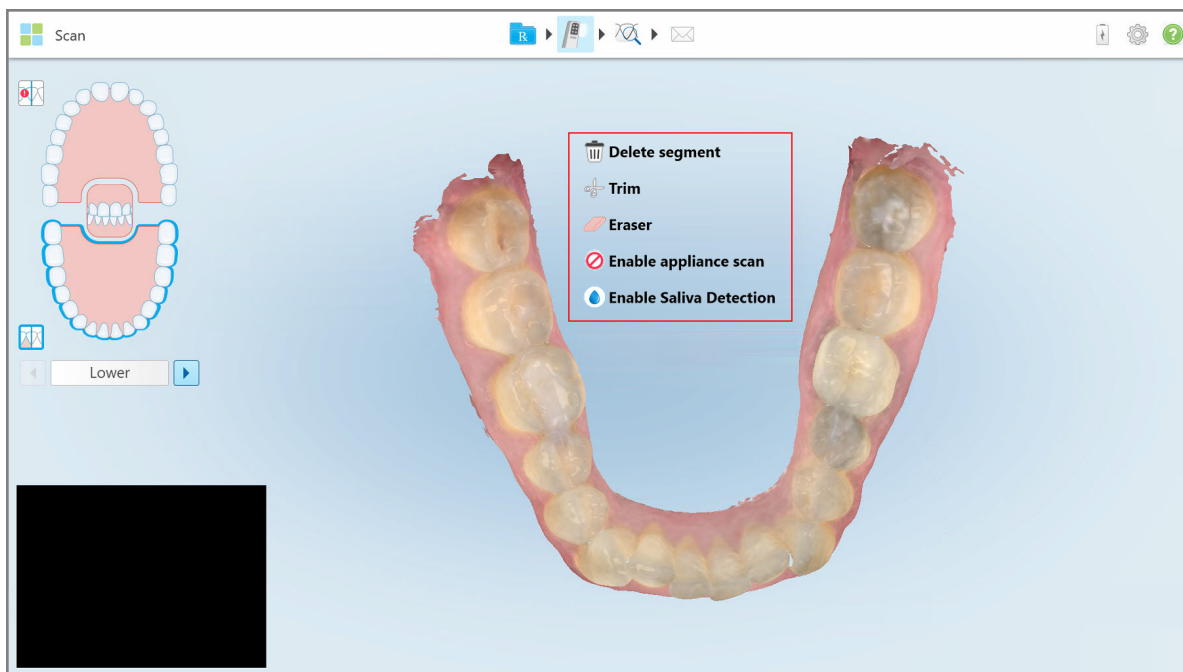 Scan
R
?
Delete segment
Trim
Eraser
Enable appliance scan
Enable Saliva Detection
Lower